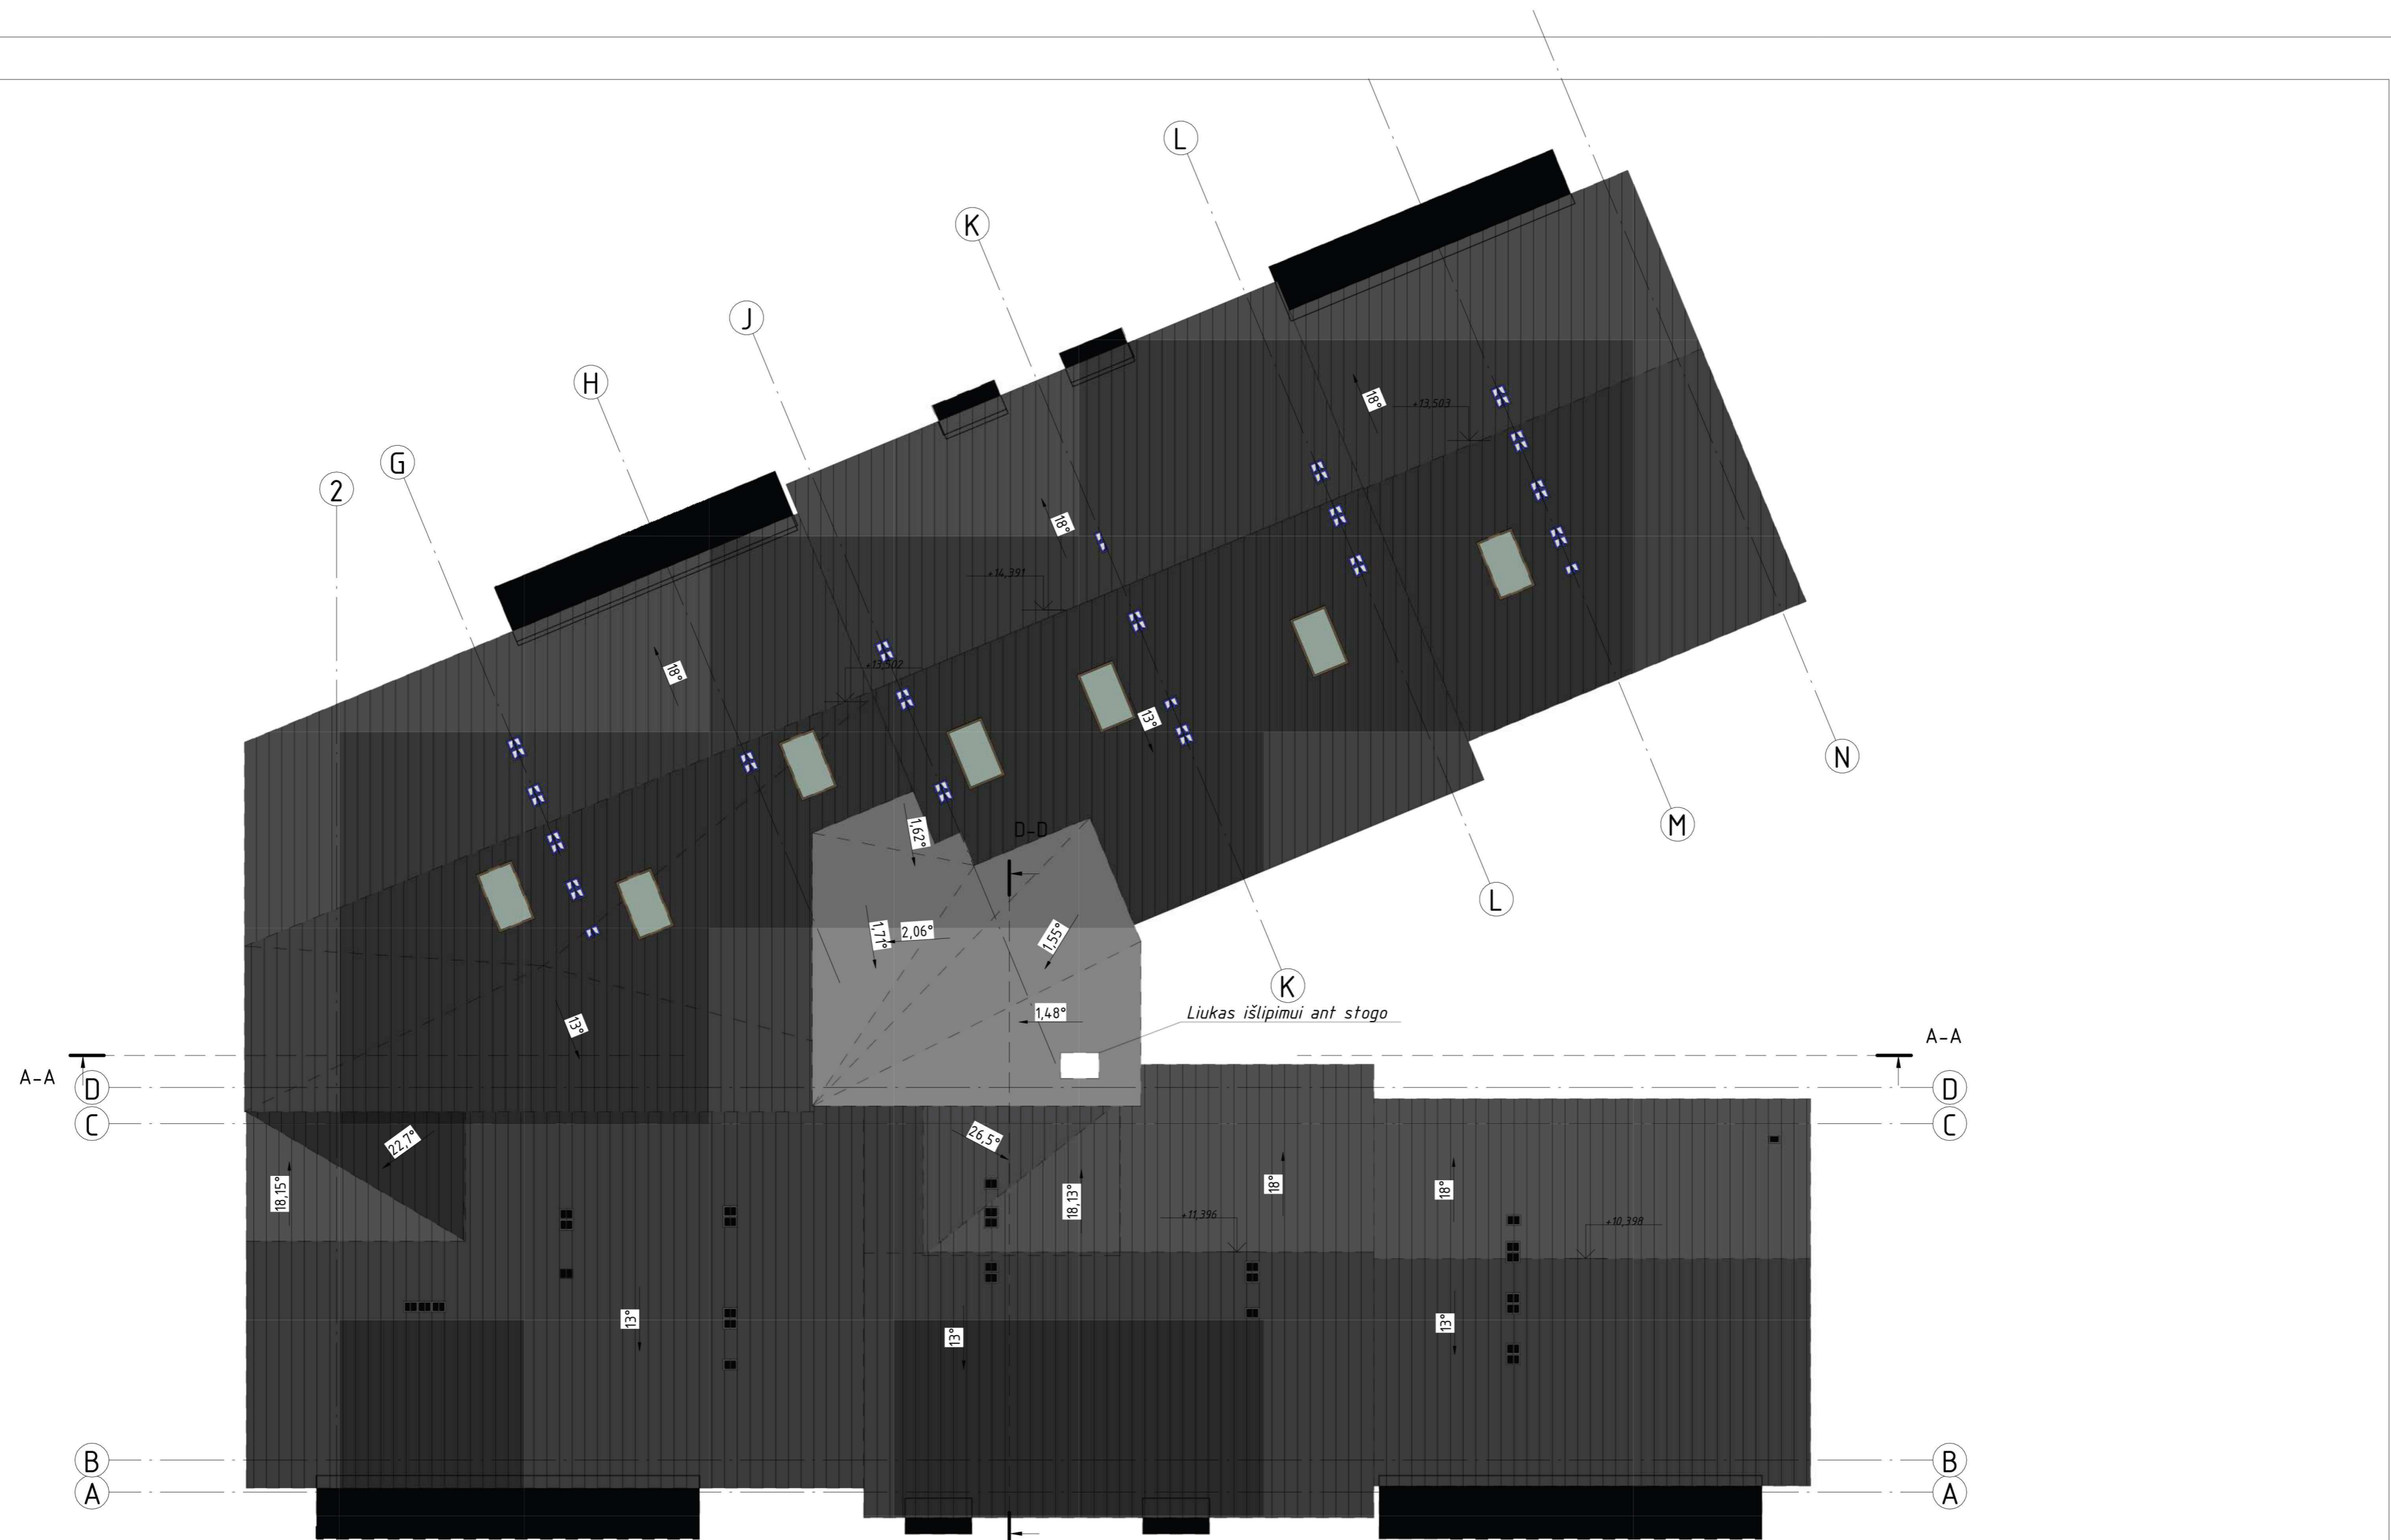 L
K
J
H
G
2
18°
+13,503
18°
+14,391
18°
+13,502
13°
N
M
1,62°
D-D
L
1,71°
2,06°
1,55°
K
1,48°
Liukas išlipimui ant stogo
13°
A-A
A-A
D
D
C
C
22,7°
26,5°
18,15°
18,13°
18°
18°
+11,396
+10,398
13°
13°
13°
B
B
A
A